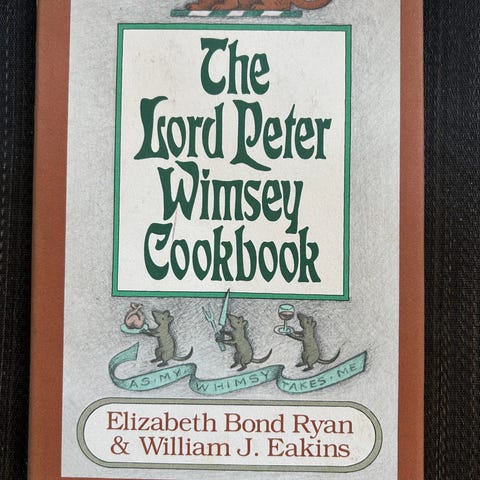 The
Lord Peter
Wimsey
Cookbook
AS·MY·WHIMSY TAKES·ME
Elizabeth Bond Ryan
& William J. Eakins